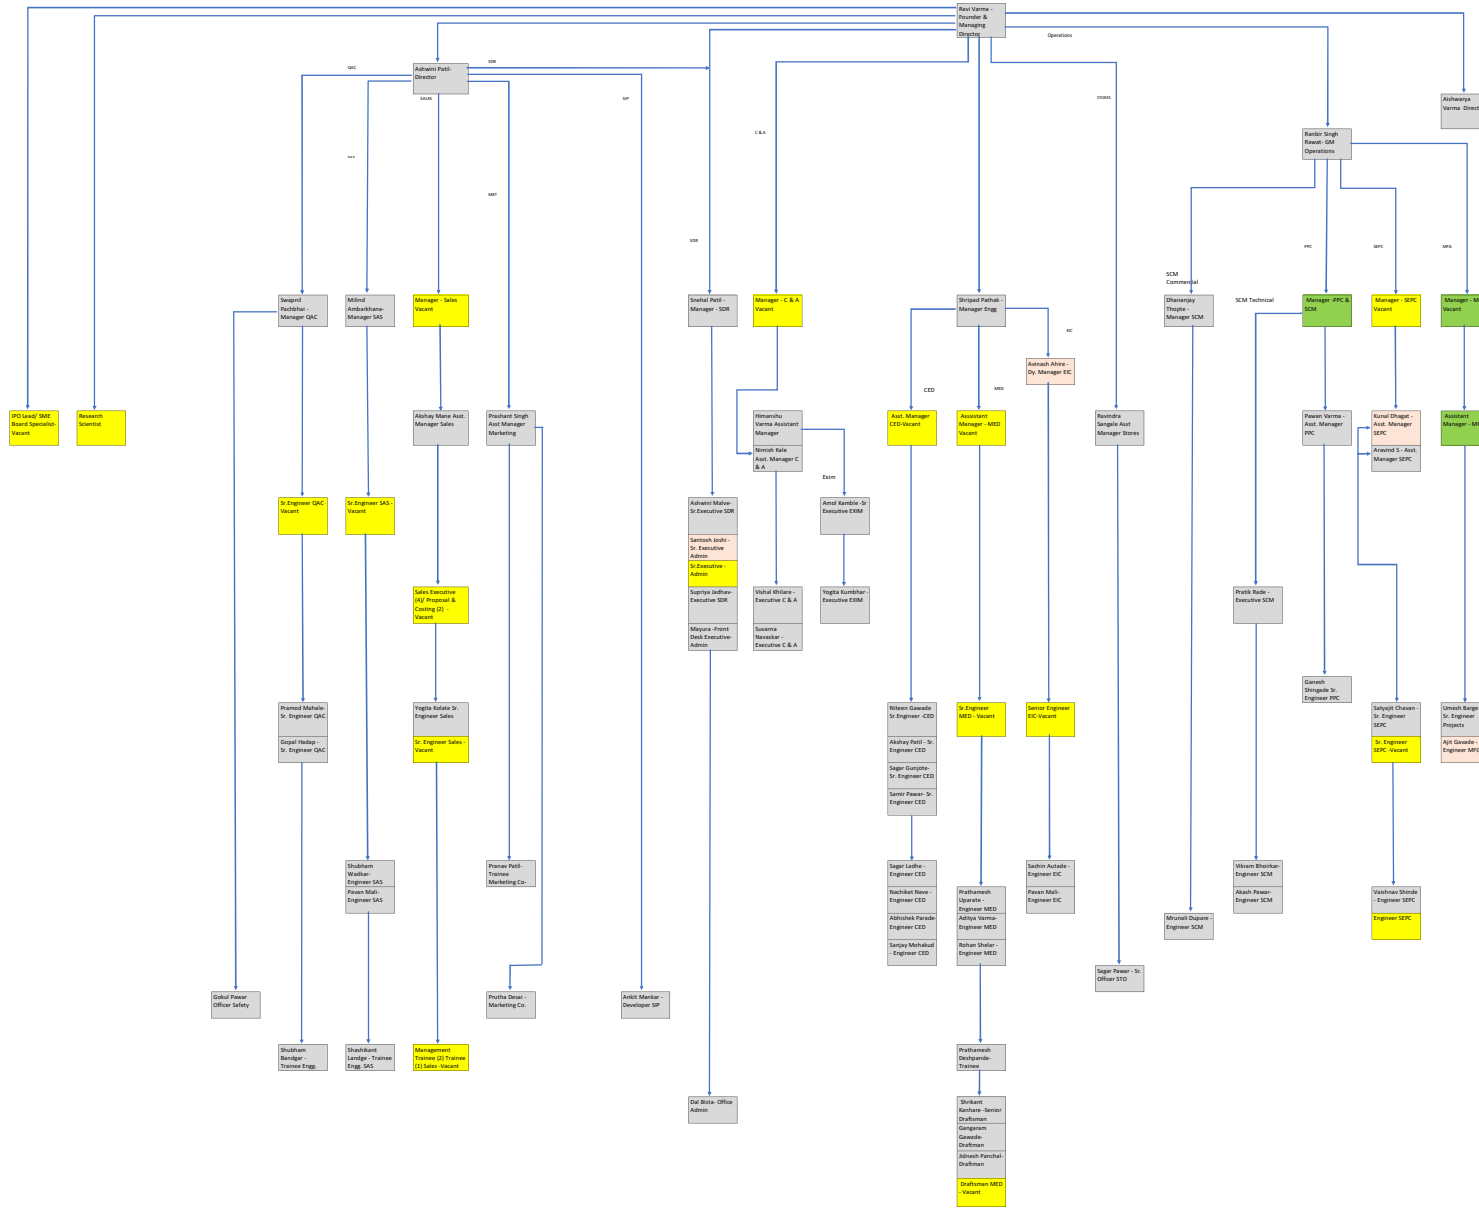 Ravi Varma -
Founder &
Managing
Director
Operations
SDR
QSC
Ashwini Patil-
Director
SALES
SIP
STORES
Aishwarya
Varma Direct
C & A
Ranbir Singh
Rawat- GM
Operations
MKT
SDR
PPC
SEPC
MFG
SCM
Commercial
SCM Technical
Swapnil
Pachbhai -
Manager QAC
Milind
Ambarkhane-
Manager SAS
Manager - Sales
Vacant
Snehal Patil -
Manager - SDR
Manager - C & A
Vacant
Shripad Pathak -
Manager Engg
Dhananjay
Thopte -
Manager SCM
Manager -PPC &
SCM
Manager - SEPC
Vacant
Manager - M
Vacant
EIC
Avinash Ahire -
Dy. Manager EIC
CED
MED
IPO Lead/ SME
Board Specialist-
Vacant
Research
Scientist
Akshay Mane Asst.
Manager Sales
Prashant Singh
Asst Manager
Marketing
Himanshu
Varma Assistant
Manager
Nimish Kale
Asst. Manager C
& A
Asst. Manager
CED-Vacant
Asssistant
Manager - MED
Vacant
Ravindra
Sangale Asst
Manager Stores
Pawan Varma -
Asst. Manager
PPC
Kunal Dhagat -
Asst. Manager
SEPC
Aravind S - Asst.
Manager SEPC
Assistant
Manager - MF
Exim
Sr.Engineer QAC -
Vacant
Sr.Engineer SAS -
Vacant
Ashwini Malve-
Sr.Executive SDR
Santosh Joshi -
Sr. Executive
Admin
Sr.Executive -
Admin
Supriya Jadhav-
Executive SDR
Mayura -Front
Desk Executive-
Admin
Amol Kamble -Sr
Executive EXIM
Sales Executive
(4)/ Proposal &
Costing (2) -
Vacant
Vishal Khilare -
Executive C & A
Suvarna
Navaskar -
Executive C & A
Yogita Kumbhar -
Executive EXIM
Pratik Rade -
Executive SCM
Ganesh
Shingade Sr.
Engineer PPC
Pramod Mahale-
Sr. Engineer QAC
Gopal Hadap -
Sr. Engineer QAC
Yogita Kolate Sr.
Engineer Sales
Sr. Engineer Sales -
Vacant
Niteen Gawade
Sr.Engineer -CED
Akshay Patil - Sr.
Engineer CED
Sagar Gunjote-
Sr. Engineer CED
Samir Pawar- Sr.
Engineer CED
Sr.Engineer
MED - Vacant
Senior Engineer
EIC-Vacant
Satyajit Chavan -
Sr. Engineer
SEPC
Sr. Engineer
SEPC -Vacant
Umesh Barge
Sr. Engineer
Projects
Ajit Gavade -
Engineer MFG
Shubham
Wadkar-
Engineer SAS
Pavan Mali-
Engineer SAS
Pranav Patil-
Trainee
Marketing Co-
Sagar Ladhe -
Engineer CED
Nachiket Neve -
Engineer CED
Abhishek Parade-
Engineer CED
Sanjay Mohakud
- Engineer CED
Prathamesh
Uparate -
Engineer MED
Aditya Varma-
Engineer MED
Rohan Shelar -
Engineer MED
Sachin Autade -
Engineer EIC
Pavan Mali-
Engineer EIC
Mrunali Dupare -
Engineer SCM
Vikram Bhoirkar-
Engineer SCM
Akash Pawar-
Engineer SCM
Vaishnav Shinde
- Engineer SEPC
Engineer SEPC
Gokul Pawar
Officer Safety
Prutha Desai -
Marketing Co.
Ankit Mankar -
Developer SIP
Sagar Pawar - Sr.
Officer STO
Shubham
Bandgar -
Trainee Engg.
Shashikant
Landge - Trainee
Engg. SAS
Management
Trainee (2) Trainee
(1) Sales -Vacant
Prathamesh
Deshpande-
Trainee
Dal Bista- Office
Admin
Shrikant
Kanhare -Senior
Draftsman
Gangaram
Gawade-
Draftman
Jidnesh Panchal-
Draftman
Draftsman MED
- Vacant